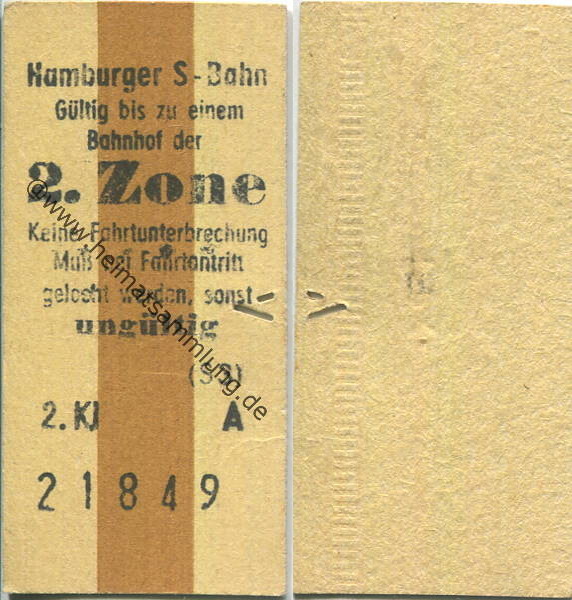 Hamburger S-Bahn
Gültig bis zu einem
Bahnhof der
2. Zone
Keine Fahrtunterbrechung
Muß bei Fahrtantritt
gelocht werden, sonst
ungültig
2. Kl A
21849
@www.heimatsammlung.de